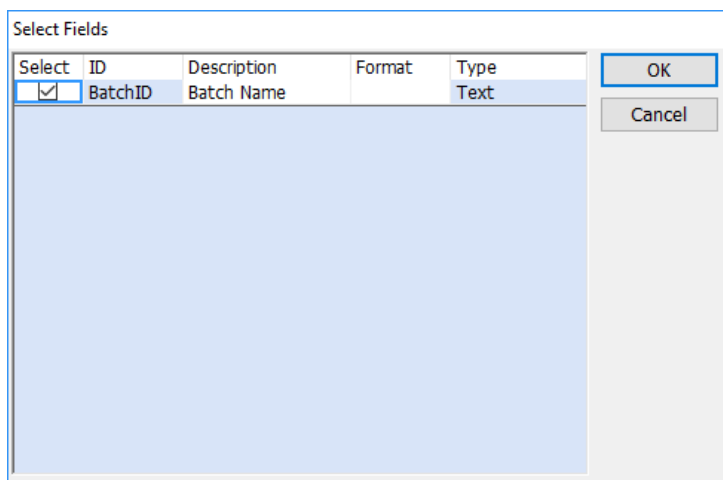 Select Fields
Select ID Description Format Type
BatchID Batch Name Text
OK
Cancel